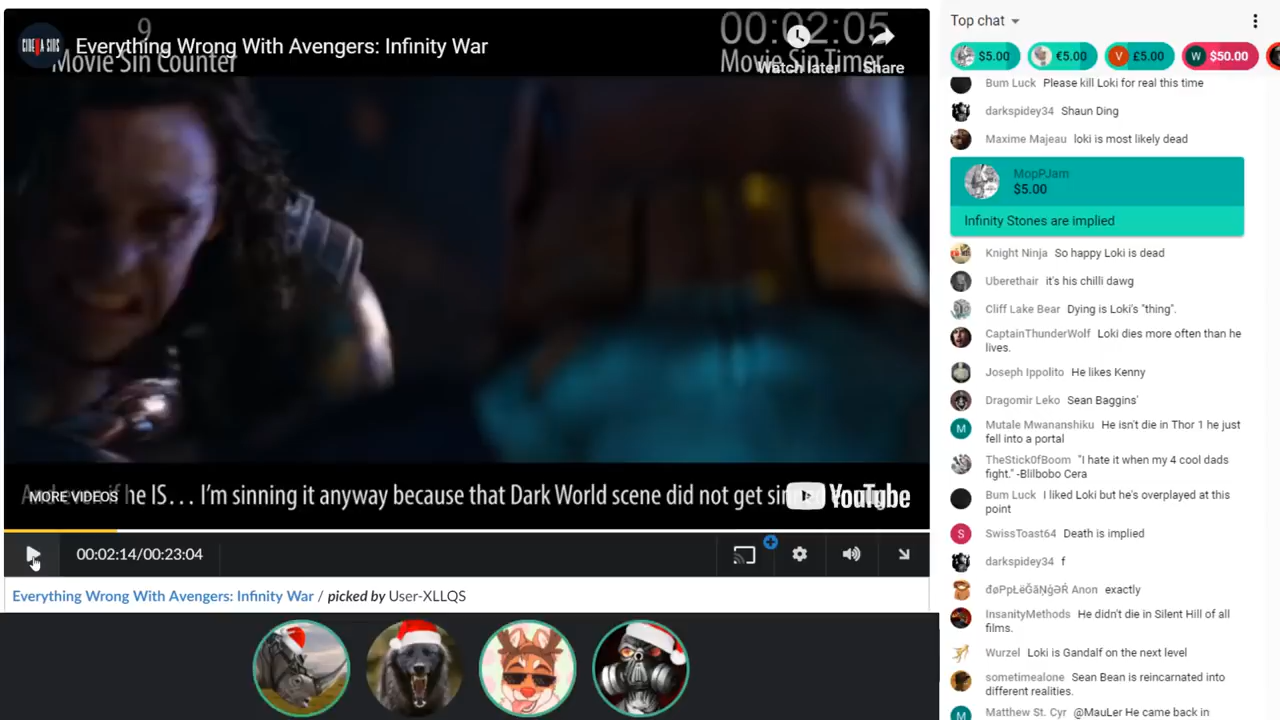 CINEMA SINS
Everything Wrong With Avengers: Infinity War
9
Movie Sin Counter
00:02:05
Movie Sin Timer
Watch later
Share
MORE VIDEOS
he IS... I'm sinning it anyway because that Dark World scene did not get
YouTube
00:02:14/00:23:04
Everything Wrong With Avengers: Infinity War / picked by User-XLLQS
Top chat
$5.00
€5.00
V £5.00
W $50.00
Bum Luck Please kill Loki for real this time
darkspidey34 Shaun Ding
Maxime Majeau loki is most likely dead
MopPJam
$5.00
Infinity Stones are implied
Knight Ninja So happy Loki is dead
Uberethair it's his chilli dawg
Cliff Lake Bear Dying is Loki's "thing".
CaptainThunderWolf Loki dies more often than he
lives.
Joseph Ippolito He likes Kenny
Dragomir Leko Sean Baggins'
M Mutale Mwananshiku He isn't die in Thor 1 he just
fell into a portal
TheStick0fBoom "I hate it when my 4 cool dads
fight." -Blilbobo Cera
Bum Luck I liked Loki but he's overplayed at this
point
S SwissToast64 Death is implied
darkspidey34 f
Anon exactly
InsanityMethods He didn't die in Silent Hill of all
films.
Wurzel Loki is Gandalf on the next level
sometimealone Sean Bean is reincarnated into
different realities.
M Matthew St. Cyr @MauLer He came back in